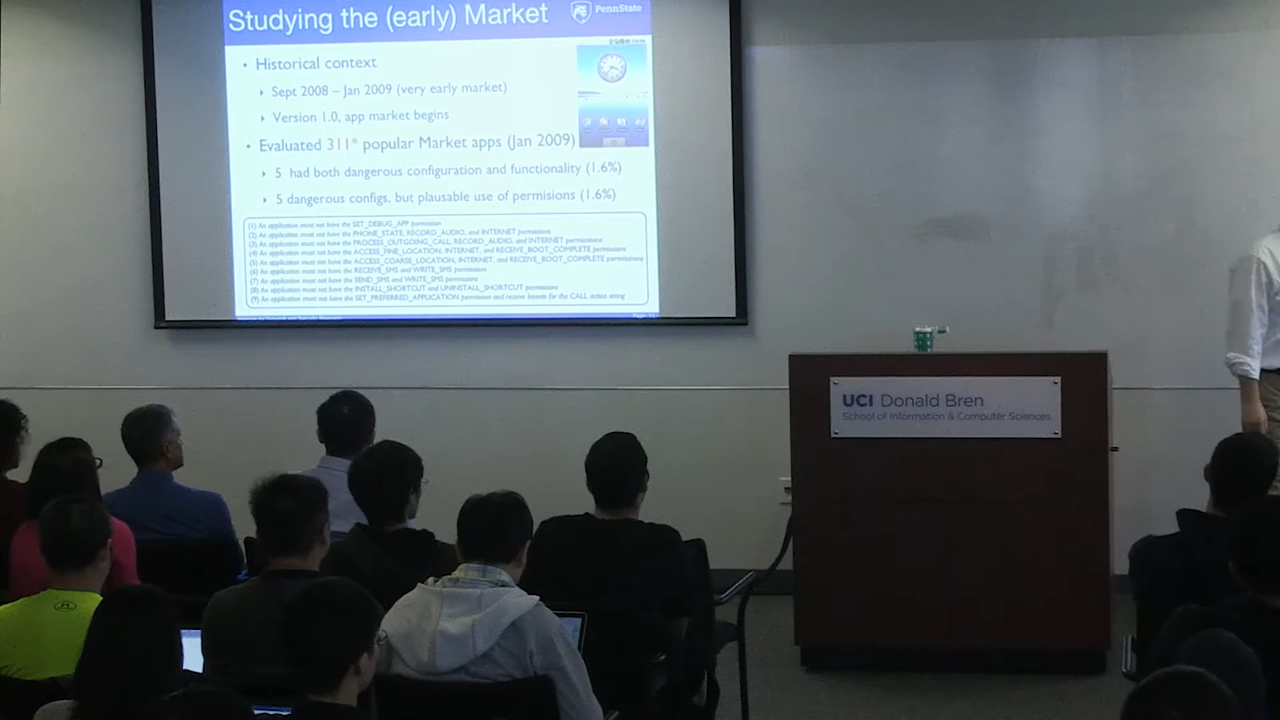 Studying the (early) Market
PennState
• Historical context
Sept 2008 – Jan 2009 (very early market)
Version 1.0, app market begins
• Evaluated 311* popular Market apps (Jan 2009)
5 had both dangerous configuration and functionality (1.6%)
5 dangerous configs. but plausable use of permisions (1.6%)
(1) An application must not have the SET_DEBUG_APP permission
(2) An application must not have the PHONE_STATE, RECORD_AUDIO, and INTERNET permissions
(3) An application must not have the PROCESS_OUTGOING_CALL, RECORD_AUDIO, and INTERNET permissions
(4) An application must not have the ACCESS_FINE_LOCATION, INTERNET, and RECEIVE_BOOT_COMPLETE permissions
(5) An application must not have the ACCESS_COARSE_LOCATION, INTERNET, and RECEIVE_BOOT_COMPLETE permissions
(6) An application must not have the RECEIVE_SMS and WRITE_SMS permissions
(7) An application must not have the SEND_SMS and WRITE_SMS permissions
(8) An application must not have the INSTALL_SHORTCUT and UNINSTALL_SHORTCUT permissions
(9) An application must not have the SET_PREFERRED_APPLICATION permission and receive Intents for the CALL action string
UCI Donald Bren
School of Information & Computer Sciences